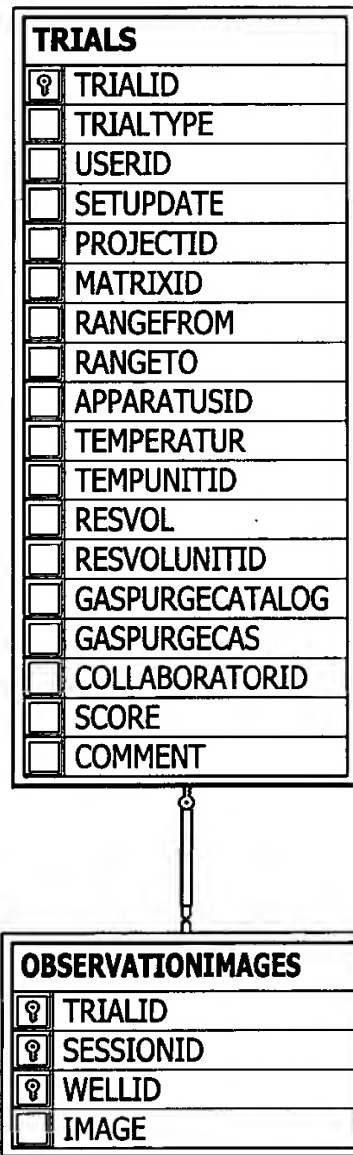 TRIALS
TRIALID
TRIALTYPE
USERID
SETUPDATE
PROJECTID
MATRIXID
RANGEFROM
RANGETO
APPARATUSID
TEMPERATUR
TEMPUNITID
RESVOL
RESVOLUNITID
GASPURGECATALOG
GASPURGECAS
COLLABORATORID
SCORE
COMMENT
OBSERVATIONIMAGES
TRIALID
SESSIONID
WELLID
IMAGE